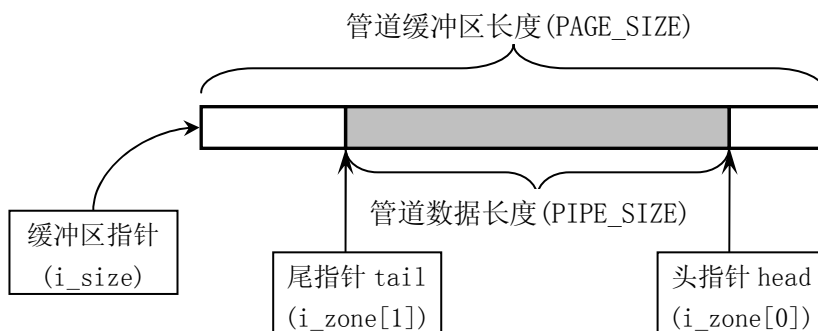 管道缓冲区长度(PAGE_SIZE)
管道数据长度(PIPE_SIZE)
缓冲区指针
(i_size)
尾指针 tail
(i_zone[1])
头指针 head
(i_zone[0])